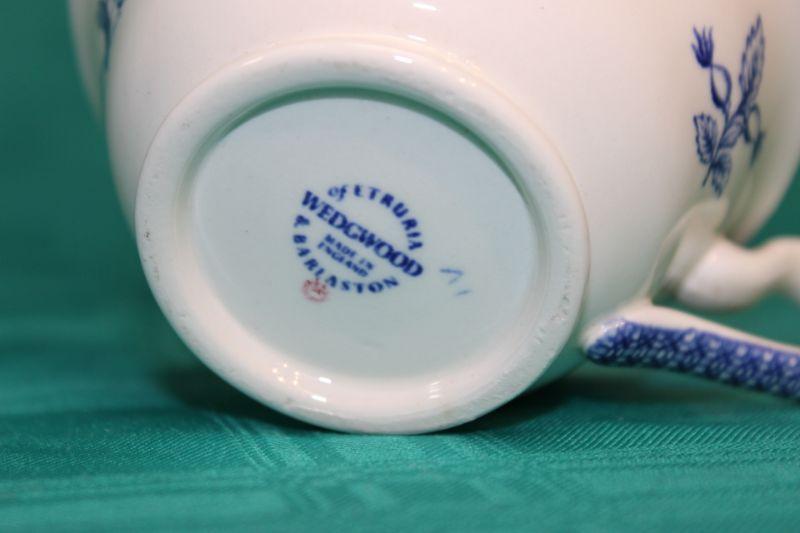 of ETRURIA
WEDGWOOD
MADE IN
ENGLAND
& BARLASTON